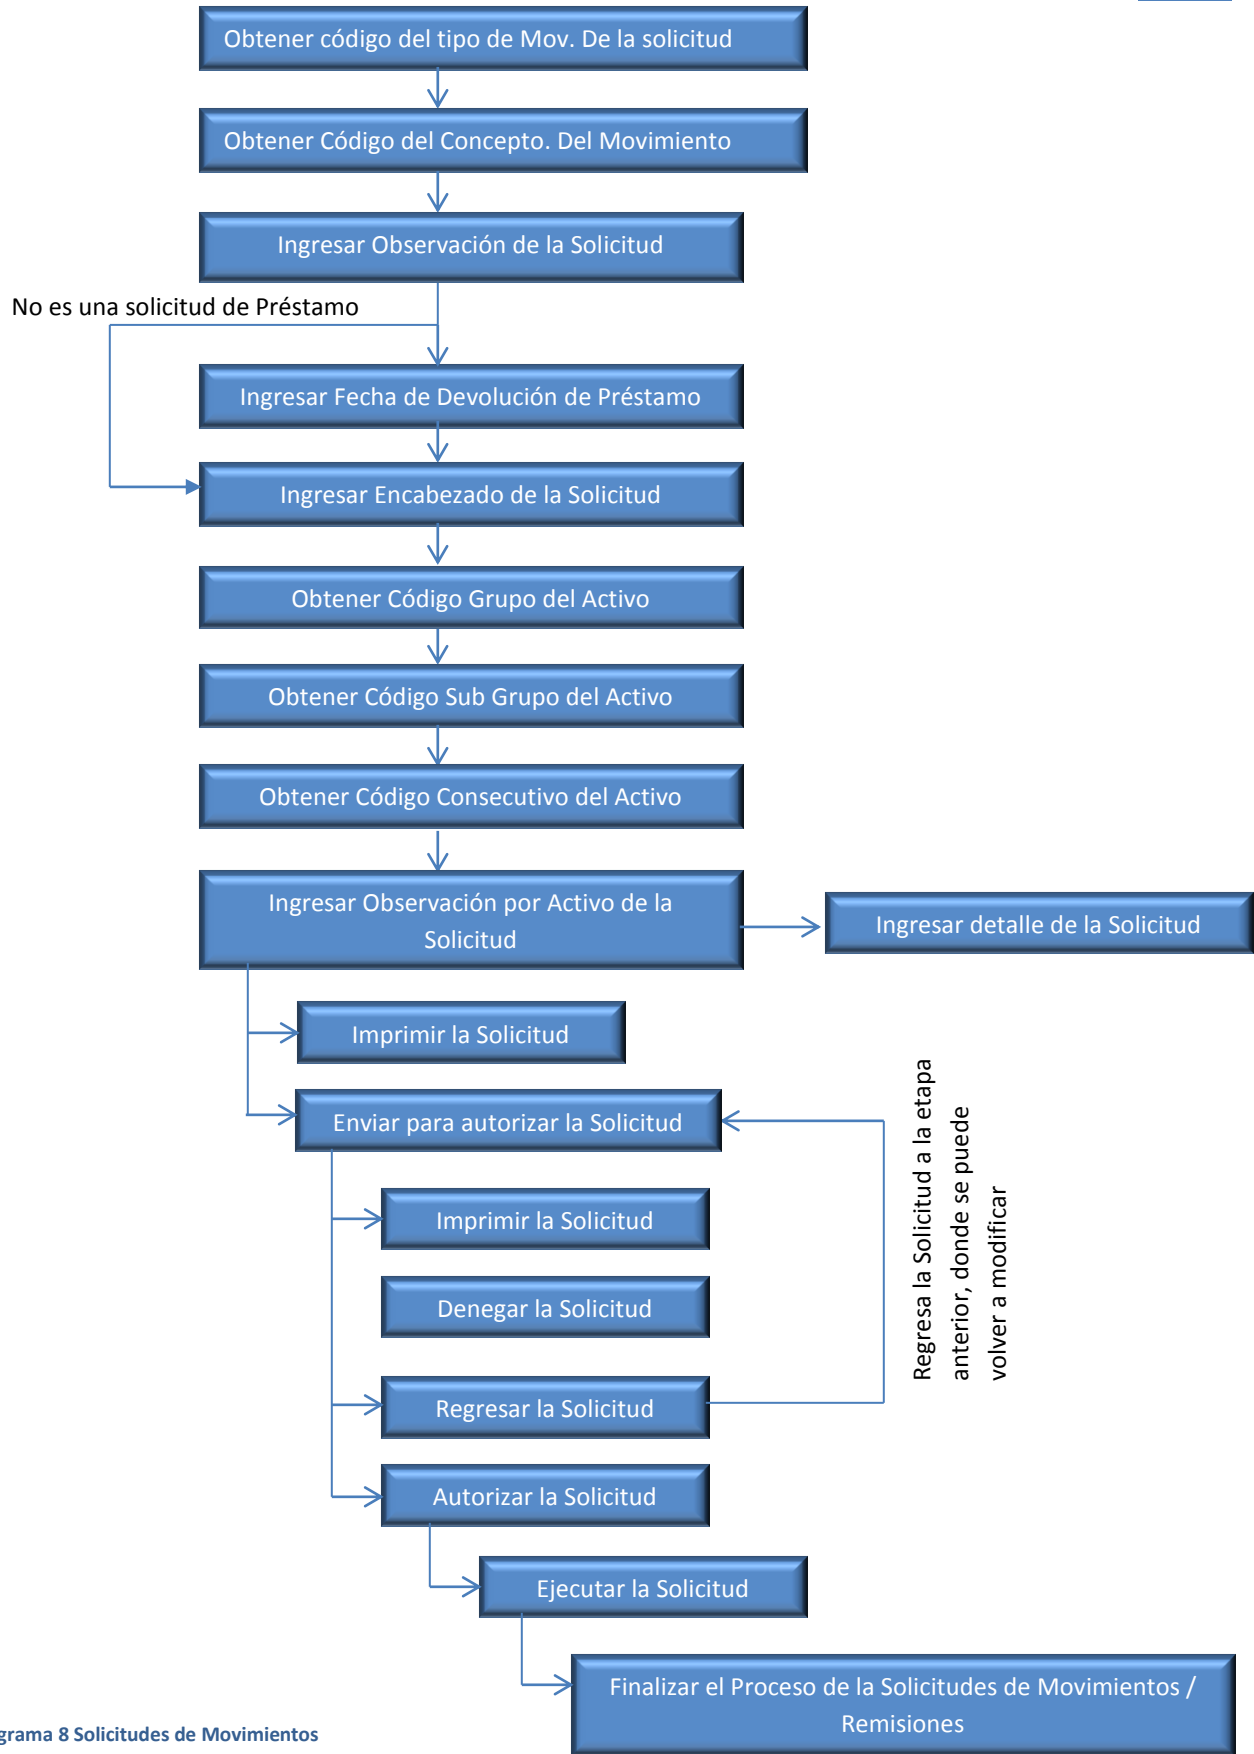 Obtener código del tipo de Mov. De la solicitud
Obtener Código del Concepto. Del Movimiento
Ingresar Observación de la Solicitud
No es una solicitud de Préstamo
Ingresar Fecha de Devolución de Préstamo
Ingresar Encabezado de la Solicitud
Obtener Código Grupo del Activo
Obtener Código Sub Grupo del Activo
Obtener Código Consecutivo del Activo
Ingresar Observación por Activo de la
Solicitud
Ingresar detalle de la Solicitud
Imprimir la Solicitud
Enviar para autorizar la Solicitud
Regresa la Solicitud a la etapa
anterior, donde se puede
volver a modificar
Imprimir la Solicitud
Denegar la Solicitud
Regresar la Solicitud
Autorizar la Solicitud
Ejecutar la Solicitud
Finalizar el Proceso de la Solicitudes de Movimientos /
Remisiones
grama 8 Solicitudes de Movimientos